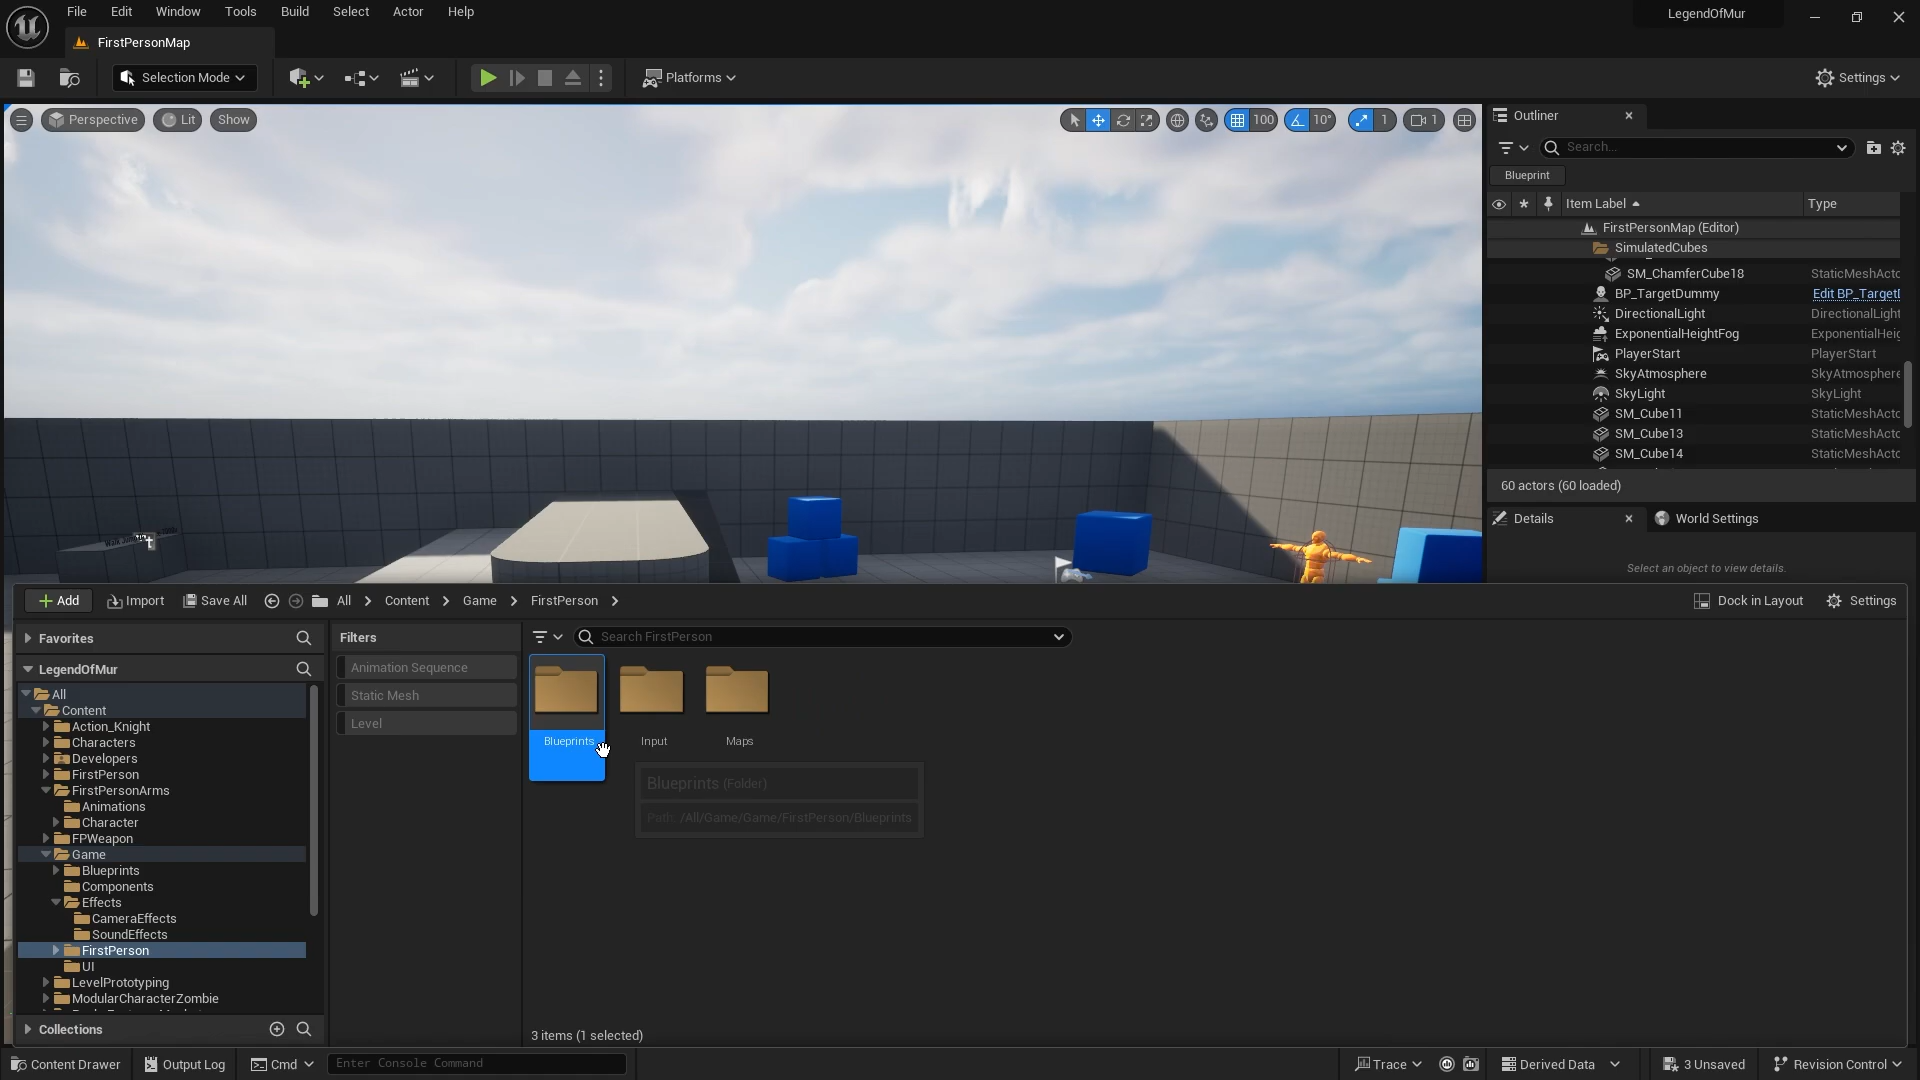 File Edit Window Tools Build Select Actor Help
LegendOfMur
FirstPersonMap
Selection Mode
Platforms
Settings
Perspective Lit Show
100 10° 1 1
Outliner
Search...
Blueprint
Item Label Type
FirstPersonMap (Editor)
SimulatedCubes
SM_ChamferCube18 StaticMeshActo
BP_TargetDummy Edit BP_Target
DirectionalLight DirectionalLight
ExponentialHeightFog ExponentialHeig
PlayerStart PlayerStart
SkyAtmosphere SkyAtmosphere
SkyLight SkyLight
SM_Cube11 StaticMeshActo
SM_Cube13 StaticMeshActo
SM_Cube14 StaticMeshActo
60 actors (60 loaded)
Details World Settings
Select an object to view details.
Add Import Save All All Content Game FirstPerson
Dock in Layout Settings
Favorites
LegendOfMur
All
Content
Action_Knight
Characters
Developers
FirstPerson
FirstPersonArms
Animations
Character
FPWeapon
Game
Blueprints
Components
Effects
CameraEffects
SoundEffects
FirstPerson
UI
LevelPrototyping
ModularCharacterZombie
Collections
Filters
Animation Sequence
Static Mesh
Level
Search FirstPerson
Blueprints Input Maps
Blueprints (Folder)
Path: /All/Game/Game/FirstPerson/Blueprints
3 items (1 selected)
Content Drawer Output Log Cmd Enter Console Command
Trace Derived Data 3 Unsaved Revision Control